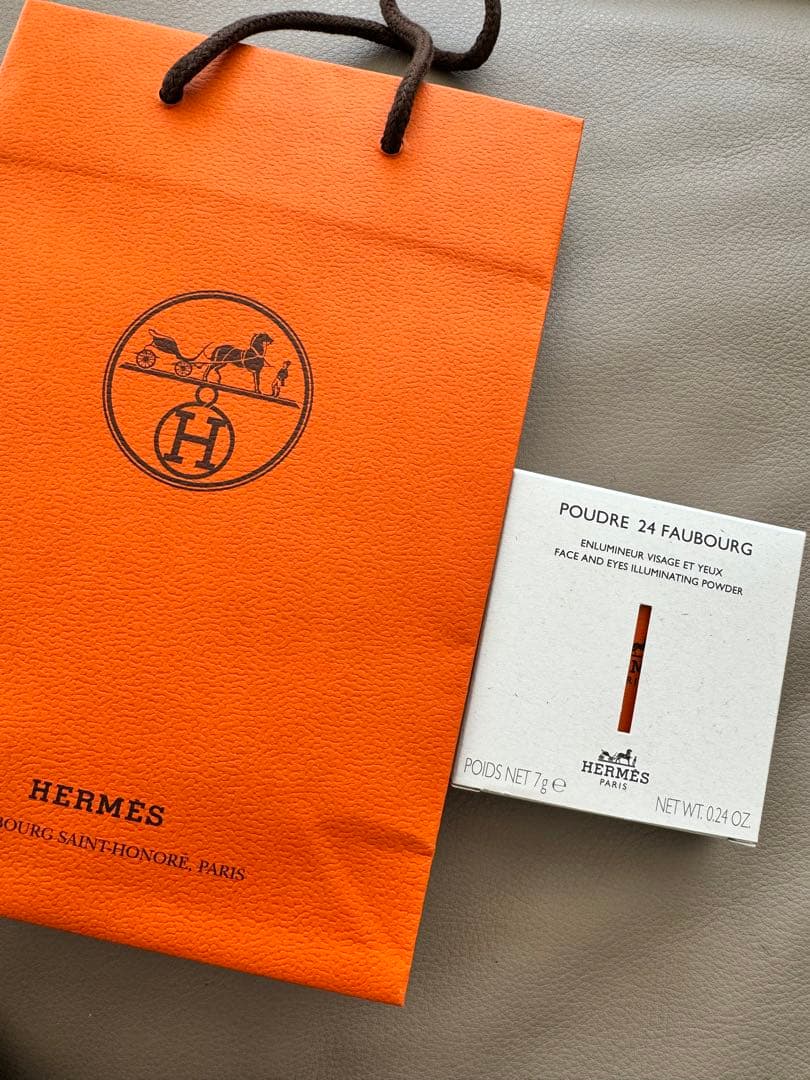 H
HERMÈS
BOURG SAINT-HONORÉ, PARIS
POUDRE 24 FAUBOURG
ENLUMINEUR VISAGE ET YEUX
FACE AND EYES ILLUMINATING POWDER
HERMÈS
PARIS
POIDS NET 7g ℮
NET WT. 0.24 OZ.